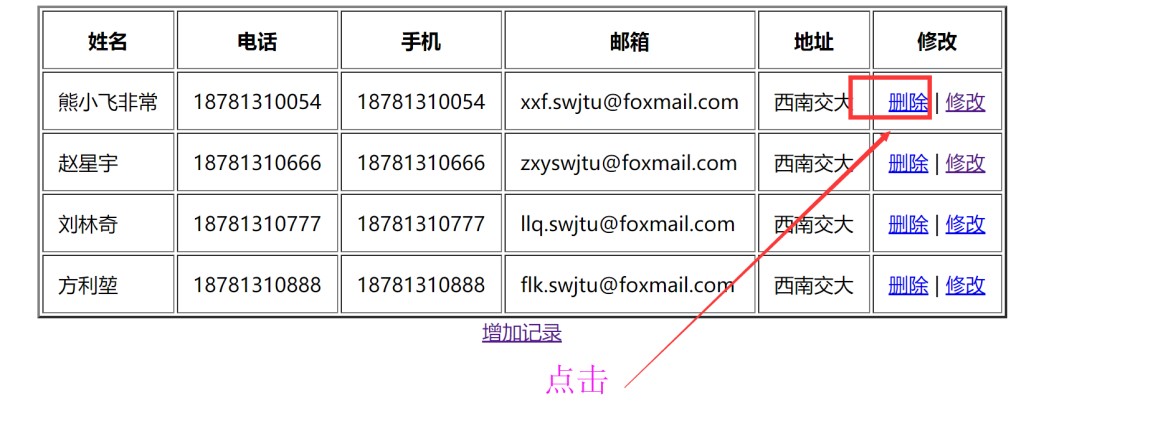 姓名 电话 手机 邮箱 地址 修改
熊小飞非常 18781310054 18781310054 xxf.swjtu@foxmail.com 西南交大 删除 | 修改
赵星宇 18781310666 18781310666 zxyswjtu@foxmail.com 西南交大 删除 | 修改
刘林奇 18781310777 18781310777 llq.swjtu@foxmail.com 西南交大 删除 | 修改
方利堃 18781310888 18781310888 flk.swjtu@foxmail.com 西南交大 删除 | 修改
增加记录
点击